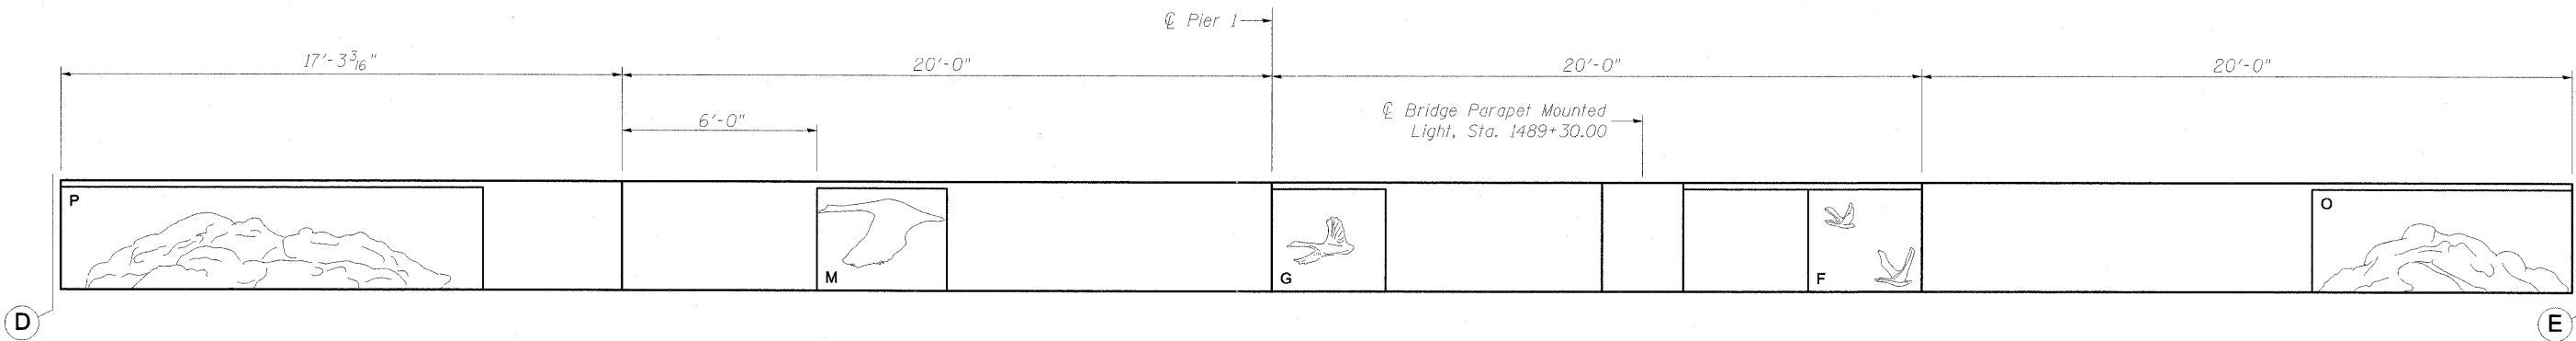 ℄ Pier 1
17'-3 3/16"
20'-0"
20'-0"
20'-0"
6'-0"
℄ Bridge Parapet Mounted
Light, Sta. 1489+30.00
P
M
G
F
O
D
E